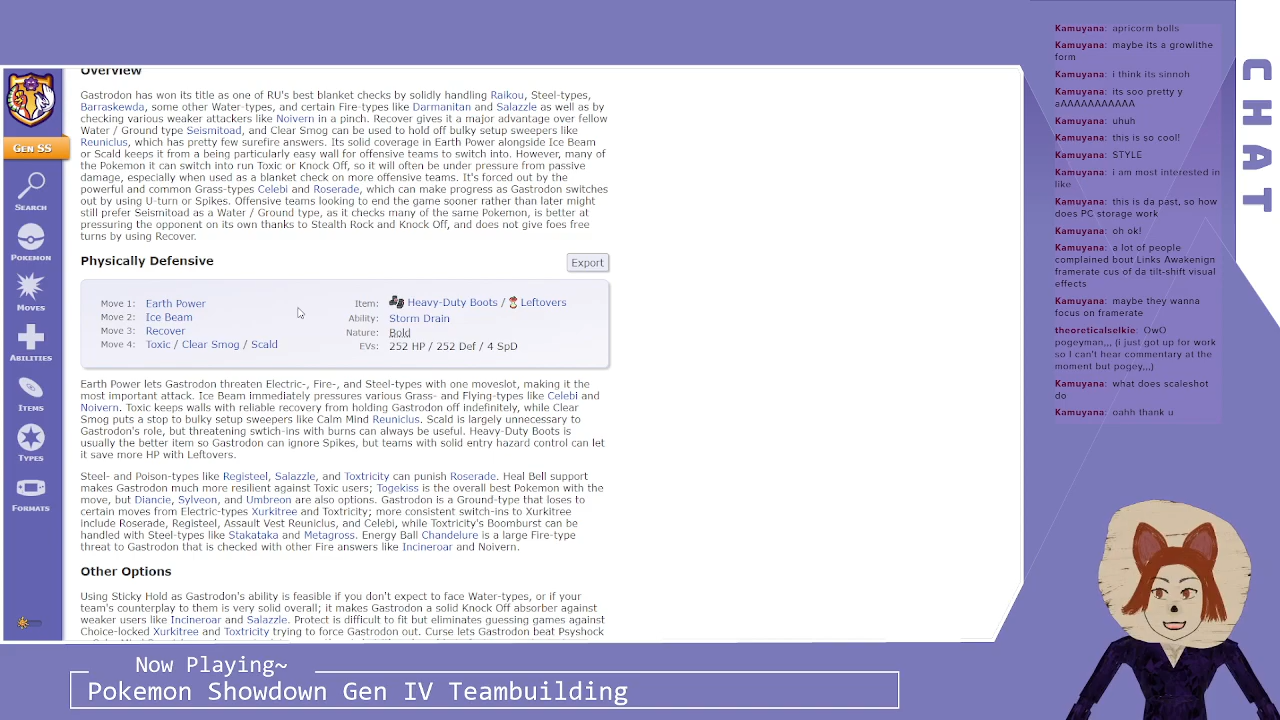 Overview
Gastrodon has won its title as one of RU's best blanket checks by solidly handling Raikou, Steel-types,
Barraskewda, some other Water-types, and certain Fire-types like Darmanitan and Salazzle as well as by
checking various weaker attackers like Noivern in a pinch. Recover gives it a major advantage over fellow
Water / Ground type Seismitoad, and Clear Smog can be used to hold off bulky setup sweepers like
Reuniclus, which has pretty few surefire answers. Its solid coverage in Earth Power alongside Ice Beam
or Scald keeps it from a being particularly easy wall for offensive teams to switch into. However, many of
the Pokemon it can switch into run Toxic or Knock Off, so it will often be under pressure from passive
damage, especially when used as a blanket check on more offensive teams. It's forced out by the
powerful and common Grass-types Celebi and Roserade, which can make progress as Gastrodon switches
out by using U-turn or Spikes. Offensive teams looking to end the game sooner rather than later might
still prefer Seismitoad as a Water / Ground type, as it checks many of the same Pokemon, is better at
pressuring the opponent on its own thanks to Stealth Rock and Knock Off, and does not give foes free
turns by using Recover.
Physically Defensive
Export
Move 1: Earth Power
Move 2: Ice Beam
Move 3: Recover
Move 4: Toxic / Clear Smog / Scald
Item: Heavy-Duty Boots / Leftovers
Ability: Storm Drain
Nature: Bold
EVs: 252 HP / 252 Def / 4 SpD
Earth Power lets Gastrodon threaten Electric-, Fire-, and Steel-types with one moveslot, making it the
most important attack. Ice Beam immediately pressures various Grass- and Flying-types like Celebi and
Noivern. Toxic keeps walls with reliable recovery from holding Gastrodon off indefinitely, while Clear
Smog puts a stop to bulky setup sweepers like Calm Mind Reuniclus. Scald is largely unnecessary to
Gastrodon's role, but threatening swtich-ins with burns can always be useful. Heavy-Duty Boots is
usually the better item so Gastrodon can ignore Spikes, but teams with solid entry hazard control can let
it save more HP with Leftovers.
Steel- and Poison-types like Registeel, Salazzle, and Toxtricity can punish Roserade. Heal Bell support
makes Gastrodon much more resilient against Toxic users; Togekiss is the overall best Pokemon with the
move, but Diancie, Sylveon, and Umbreon are also options. Gastrodon is a Ground-type that loses to
certain moves from Electric-types Xurkitree and Toxtricity; more consistent switch-ins to Xurkitree
include Roserade, Registeel, Assault Vest Reuniclus, and Celebi, while Toxtricity's Boomburst can be
handled with Steel-types like Stakataka and Metagross. Energy Ball Chandelure is a large Fire-type
threat to Gastrodon that is checked with other Fire answers like Incineroar and Noivern.
Other Options
Using Sticky Hold as Gastrodon's ability is feasible if you don't expect to face Water-types, or if your
team's counterplay to them is very solid overall; it makes Gastrodon a solid Knock Off absorber against
weaker users like Incineroar and Salazzle. Protect is difficult to fit but eliminates guessing games against
Choice-locked Xurkitree and Toxtricity trying to force Gastrodon out. Curse lets Gastrodon beat Psyshock
GEN SS
SEARCH
POKEMON
MOVES
ABILITIES
ITEMS
TYPES
FORMATS
Kamuyana: apricorm bolls
Kamuyana: maybe its a growlithe
form
Kamuyana: i think its sinnoh
Kamuyana: its soo pretty y
aAAAAAAAAAAA
Kamuyana: uhuh
Kamuyana: this is so cool!
Kamuyana: STYLE
Kamuyana: i am most interested in
like
Kamuyana: this is da past, so how
does PC storage work
Kamuyana: oh ok!
Kamuyana: a lot of people
complained bout Links Awakenign
framerate cus of da tilt-shift visual
effects
Kamuyana: maybe they wanna
focus on framerate
theoreticalselkie: OwO
pogeyman,,, (i just got up for work
so I can't hear commentary at the
moment but pogey,,,)
Kamuyana: what does scaleshot
do
Kamuyana: oahh thank u
CHAT
Now Playing~
Pokemon Showdown Gen IV Teambuilding